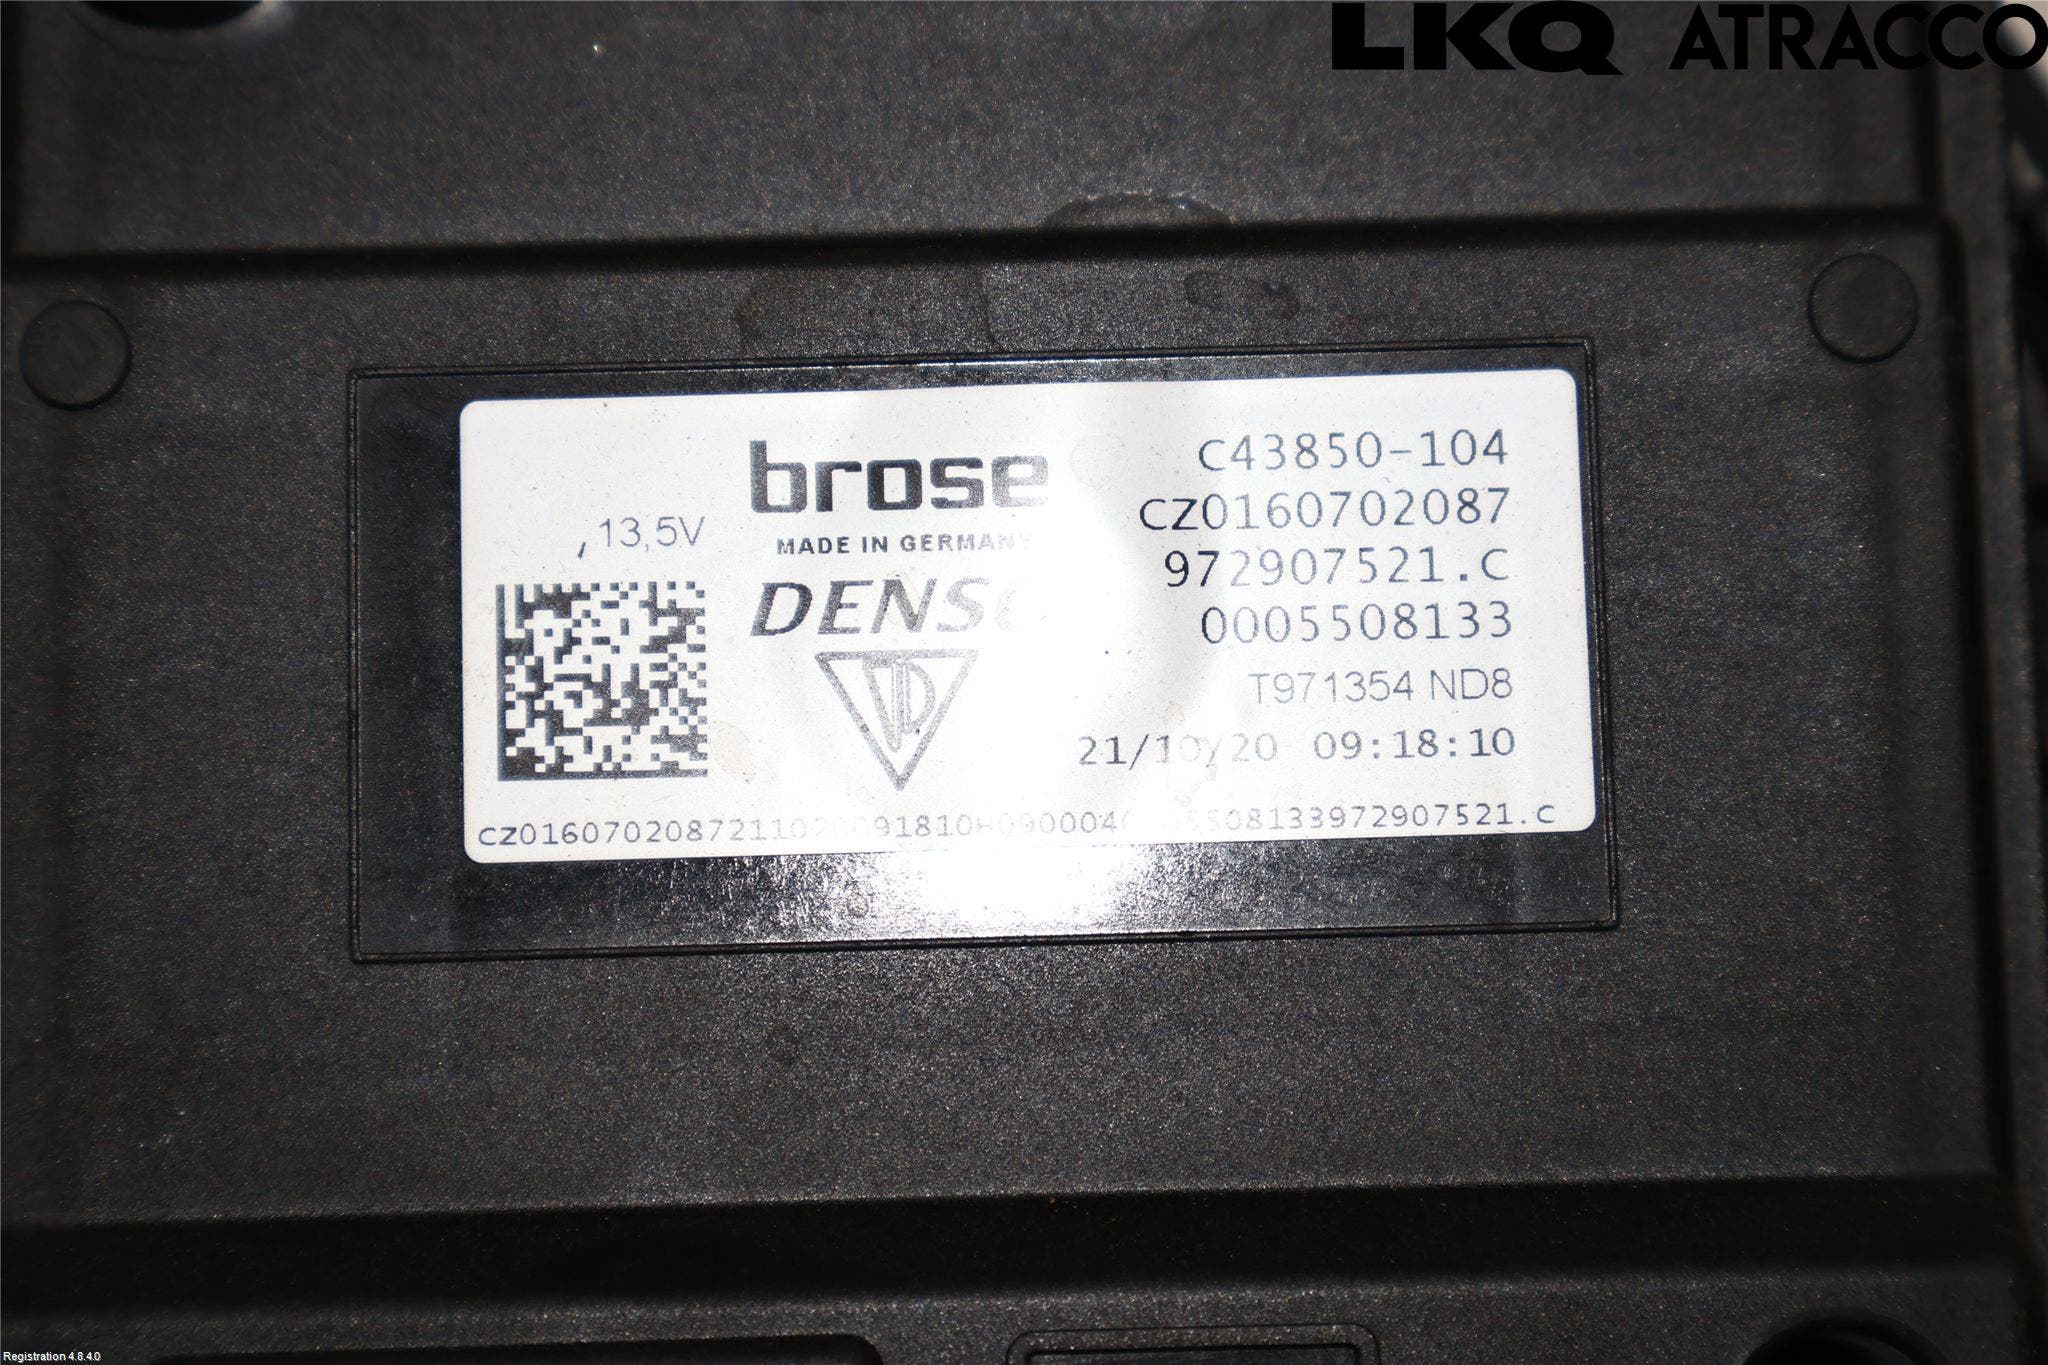 LKQ ATRACCO
brose
C43850-104
CZ0160702087
,13,5V
MADE IN GERMANY
972907521.C
DENSO
0005508133
T971354 ND8
21/10/20 09:18:10
Registration 4.8.4.0